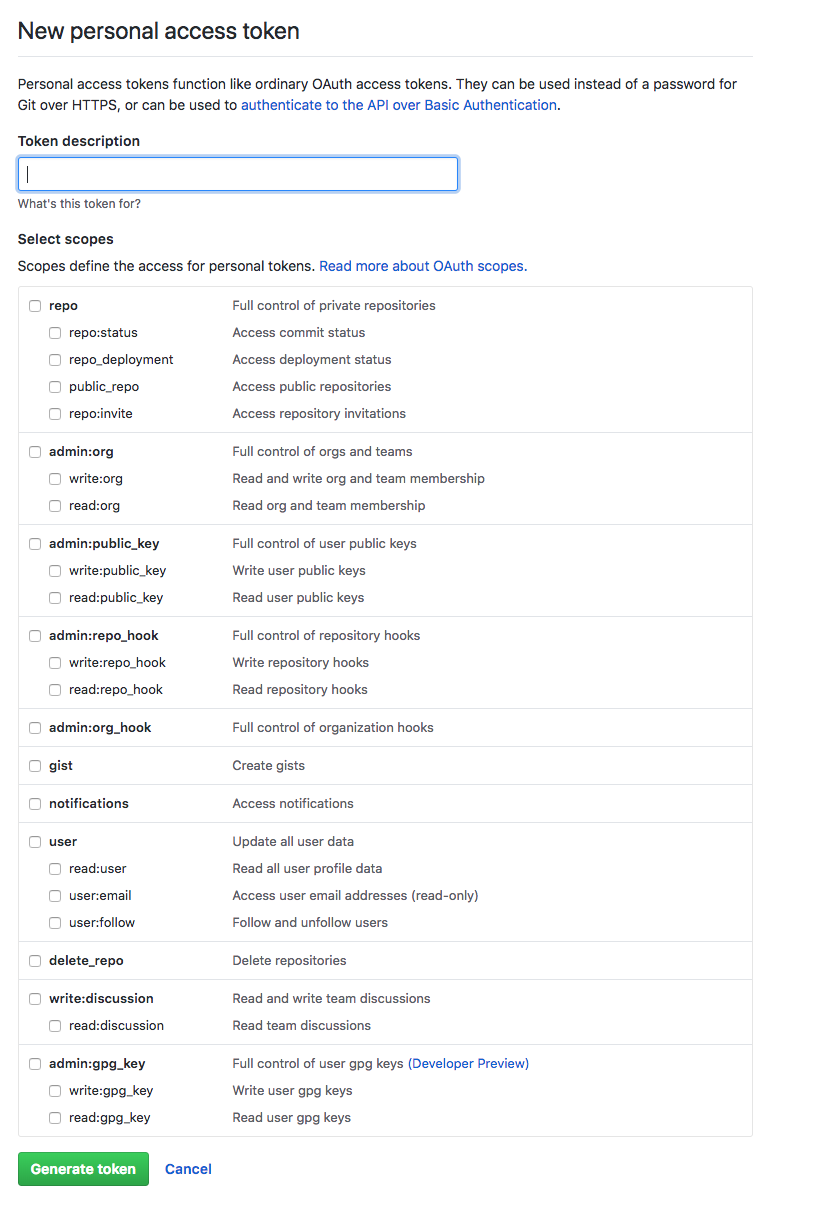 New personal access token
Personal access tokens function like ordinary OAuth access tokens. They can be used instead of a password for
Git over HTTPS, or can be used to authenticate to the API over Basic Authentication.
Token description
What's this token for?
Select scopes
Scopes define the access for personal tokens. Read more about OAuth scopes.
repo Full control of private repositories
repo:status Access commit status
repo_deployment Access deployment status
public_repo Access public repositories
repo:invite Access repository invitations
admin:org Full control of orgs and teams
write:org Read and write org and team membership
read:org Read org and team membership
admin:public_key Full control of user public keys
write:public_key Write user public keys
read:public_key Read user public keys
admin:repo_hook Full control of repository hooks
write:repo_hook Write repository hooks
read:repo_hook Read repository hooks
admin:org_hook Full control of organization hooks
gist Create gists
notifications Access notifications
user Update all user data
read:user Read all user profile data
user:email Access user email addresses (read-only)
user:follow Follow and unfollow users
delete_repo Delete repositories
write:discussion Read and write team discussions
read:discussion Read team discussions
admin:gpg_key Full control of user gpg keys (Developer Preview)
write:gpg_key Write user gpg keys
read:gpg_key Read user gpg keys
Generate token Cancel